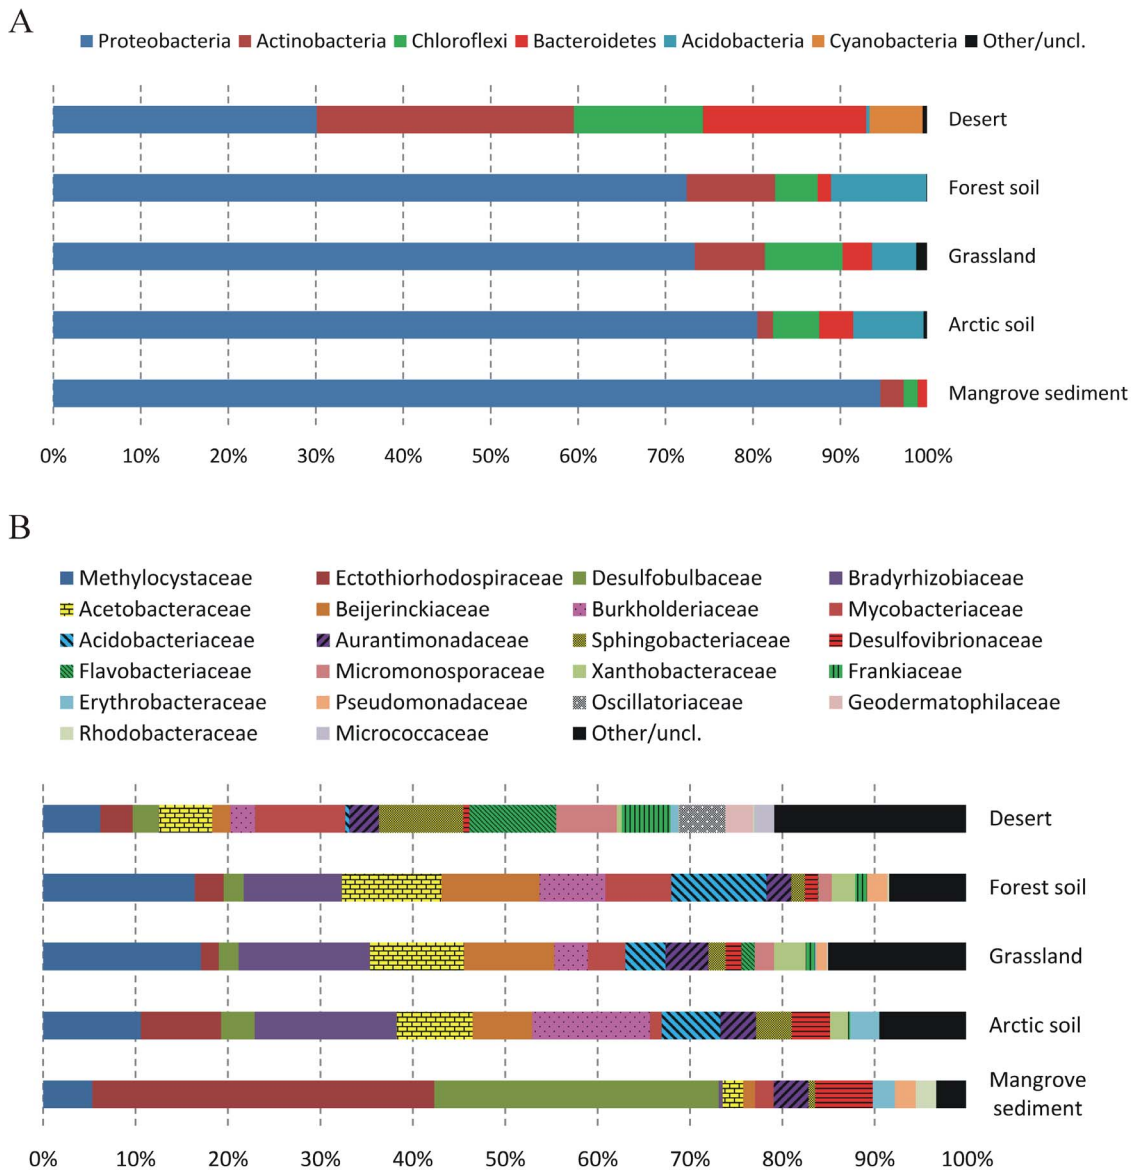 A
Proteobacteria Actinobacteria Chloroflexi Bacteroidetes Acidobacteria Cyanobacteria Other/uncl.
Desert
Forest soil
Grassland
Arctic soil
Mangrove sediment
0% 10% 20% 30% 40% 50% 60% 70% 80% 90% 100%
B
Methylocystaceae Ectothiorhodospiraceae Desulfobulbaceae Bradyrhizobiaceae
Acetobacteraceae Beijerinckiaceae Burkholderiaceae Mycobacteriaceae
Acidobacteriaceae Aurantimonadaceae Sphingobacteriaceae Desulfovibrionaceae
Flavobacteriaceae Micromonosporaceae Xanthobacteraceae Frankiaceae
Erythrobacteraceae Pseudomonadaceae Oscillatoriaceae Geodermatophilaceae
Rhodobacteraceae Micrococcaceae Other/uncl.
Desert
Forest soil
Grassland
Arctic soil
Mangrove
sediment
0% 10% 20% 30% 40% 50% 60% 70% 80% 90% 100%